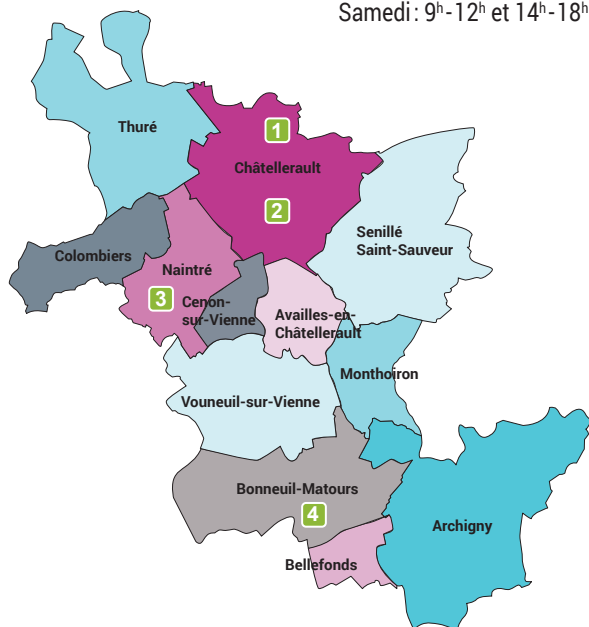 Samedi : 9h-12h et 14h-18h
Thuré
1
Châtellerault
2
Senillé
Saint-Sauveur
Colombiers
Naintré
3
Cenon-
sur-Vienne
Availles-en-
Châtellerault
Monthoiron
Vouneuil-sur-Vienne
Bonneuil-Matours
4
Archigny
Bellefonds